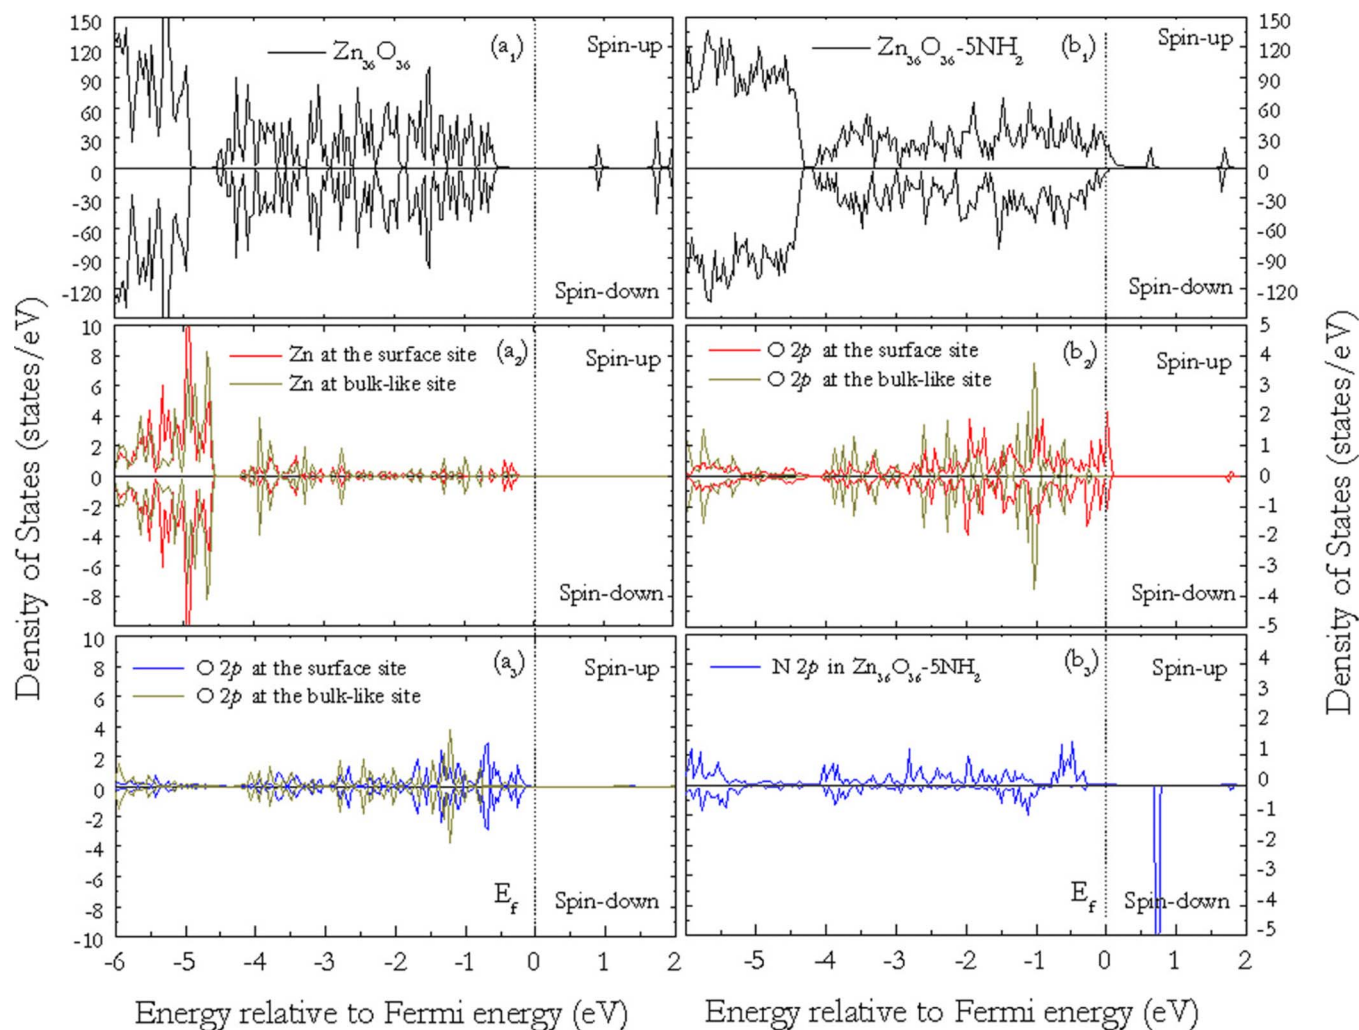 Density of States (states/eV)
150
120
90
60
30
0
-30
-60
-90
-120
Zn₃₆O₃₆
(a₁)
Spin-up
Spin-down
Zn₃₆O₃₆-5NH₂
(b₁)
Spin-up
Spin-down
150
120
90
60
30
0
-30
-60
-90
-120
10
8
6
4
2
0
-2
-4
-6
-8
Zn at the surface site
Zn at bulk-like site
(a₂)
Spin-up
Spin-down
O 2p at the surface site
O 2p at the bulk-like site
(b₂)
Spin-up
Spin-down
5
4
3
2
1
0
-1
-2
-3
-4
-5
10
8
6
4
2
0
-2
-4
-6
-8
-10
O 2p at the surface site
O 2p at the bulk-like site
(a₃)
Spin-up
E_f
Spin-down
N 2p in Zn₃₆O₃₆-5NH₂
(b₃)
Spin-up
E_f
Spin-down
4
3
2
1
0
-1
-2
-3
-4
-5
Density of States (states/eV)
-6 -5 -4 -3 -2 -1 0 1 2
-5 -4 -3 -2 -1 0 1 2
Energy relative to Fermi energy (eV)
Energy relative to Fermi energy (eV)